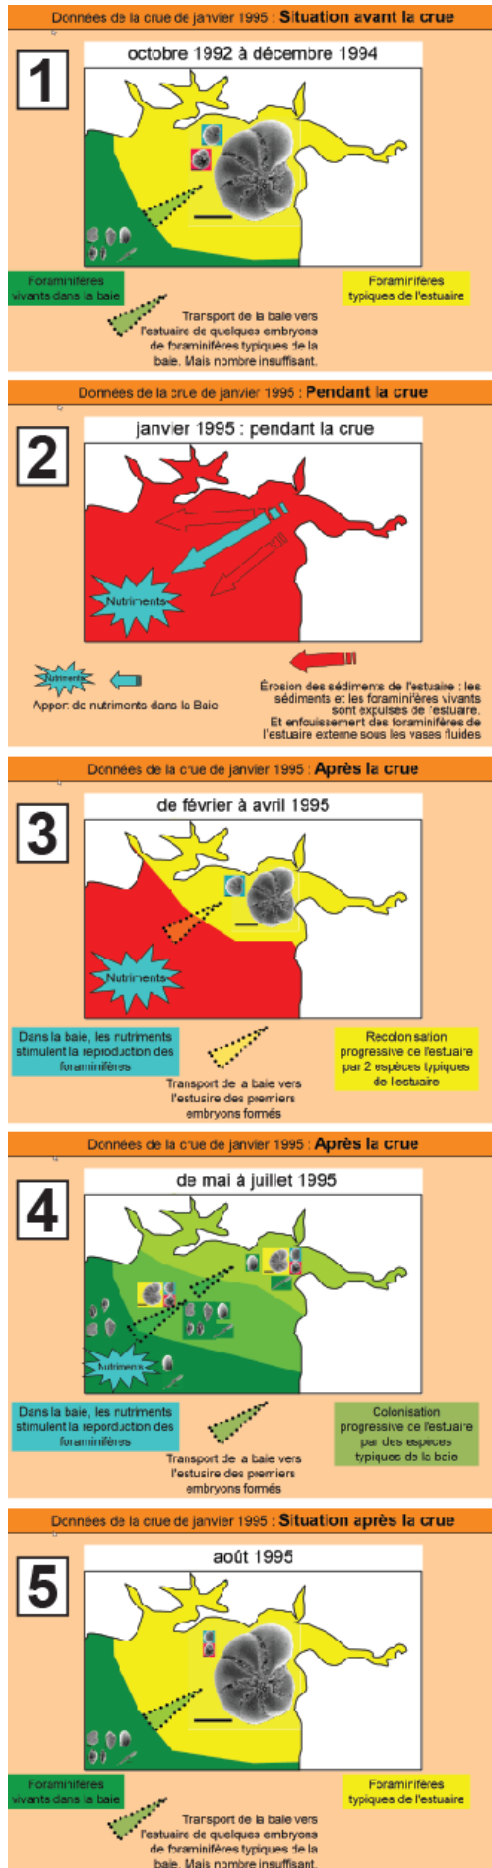 Données de la crue de janvier 1995 : Situation avant la crue
1
octobre 1992 à décembre 1994
Foraminifères
vivants dans la baie
Foraminifères
typiques de l'estuaire
Transport de la baie vers
l'estuaire de quelques embryons
de foraminifères typiques de la
baie. Mais nombre insuffisant.
Données de la crue de janvier 1995 : Pendant la crue
2
janvier 1995 : pendant la crue
Nutriments
Nutriments
Apport de nutriments dans la Baie
Érosion des sédiments de l'estuaire : les
sédiments et les foraminifères vivants
sont expulsés de l'estuaire.
Et enfouissement des foraminifères de
l'estuaire externe sous les vases fluides
Données de la crue de janvier 1995 : Après la crue
3
de février à avril 1995
Nutriments
Dans la baie, les nutriments
stimulent la reproduction des
foraminifères
Transport de la baie vers
l'estuaire des premiers
embryons formés
Recolonisation
progressive de l'estuaire
par 2 espèces typiques
de l'estuaire
Données de la crue de janvier 1995 : Après la crue
4
de mai à juillet 1995
Nutriments
Dans la baie, les nutriments
stimulent la reproduction des
foraminifères
Transport de la baie vers
l'estuaire des premiers
embryons formés
Colonisation
progressive de l'estuaire
par des espèces
typiques de la baie
Données de la crue de janvier 1995 : Situation après la crue
5
août 1995
Foraminifères
vivants dans la baie
Foraminifères
typiques de l'estuaire
Transport de la baie vers
l'estuaire de quelques embryons
de foraminifères typiques de la
baie. Mais nombre insuffisant.